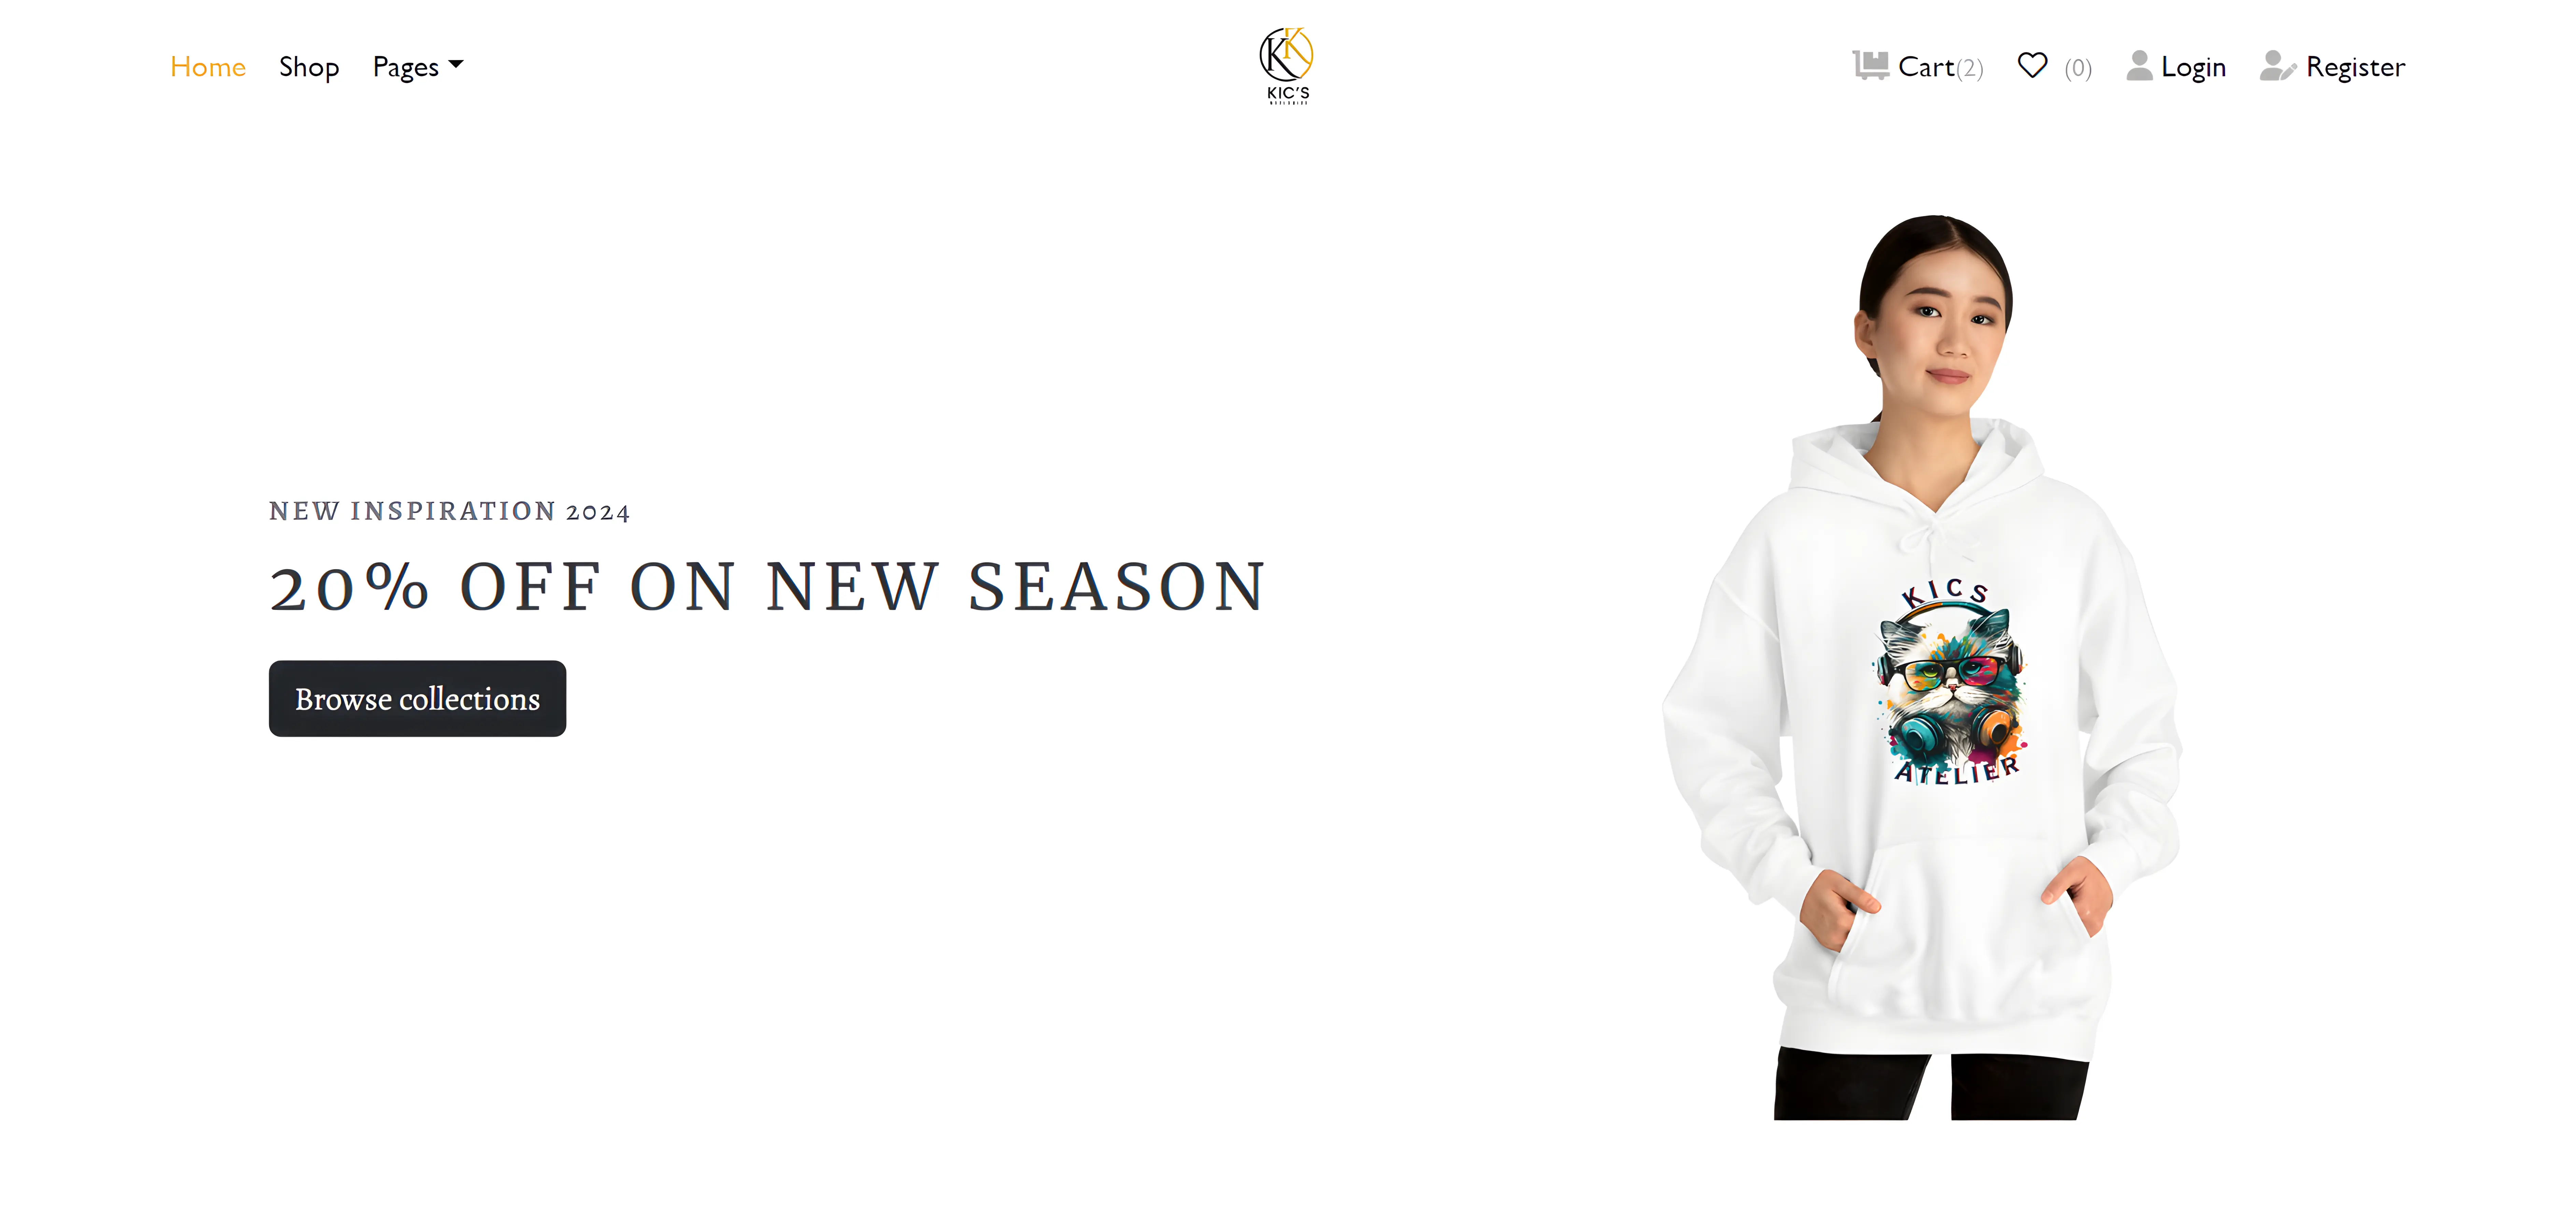 Home Shop Pages
KK
KIC'S
Cart(2) (0) Login Register
NEW INSPIRATION 2024
20% OFF ON NEW SEASON
Browse collections
KICS
ATELIER